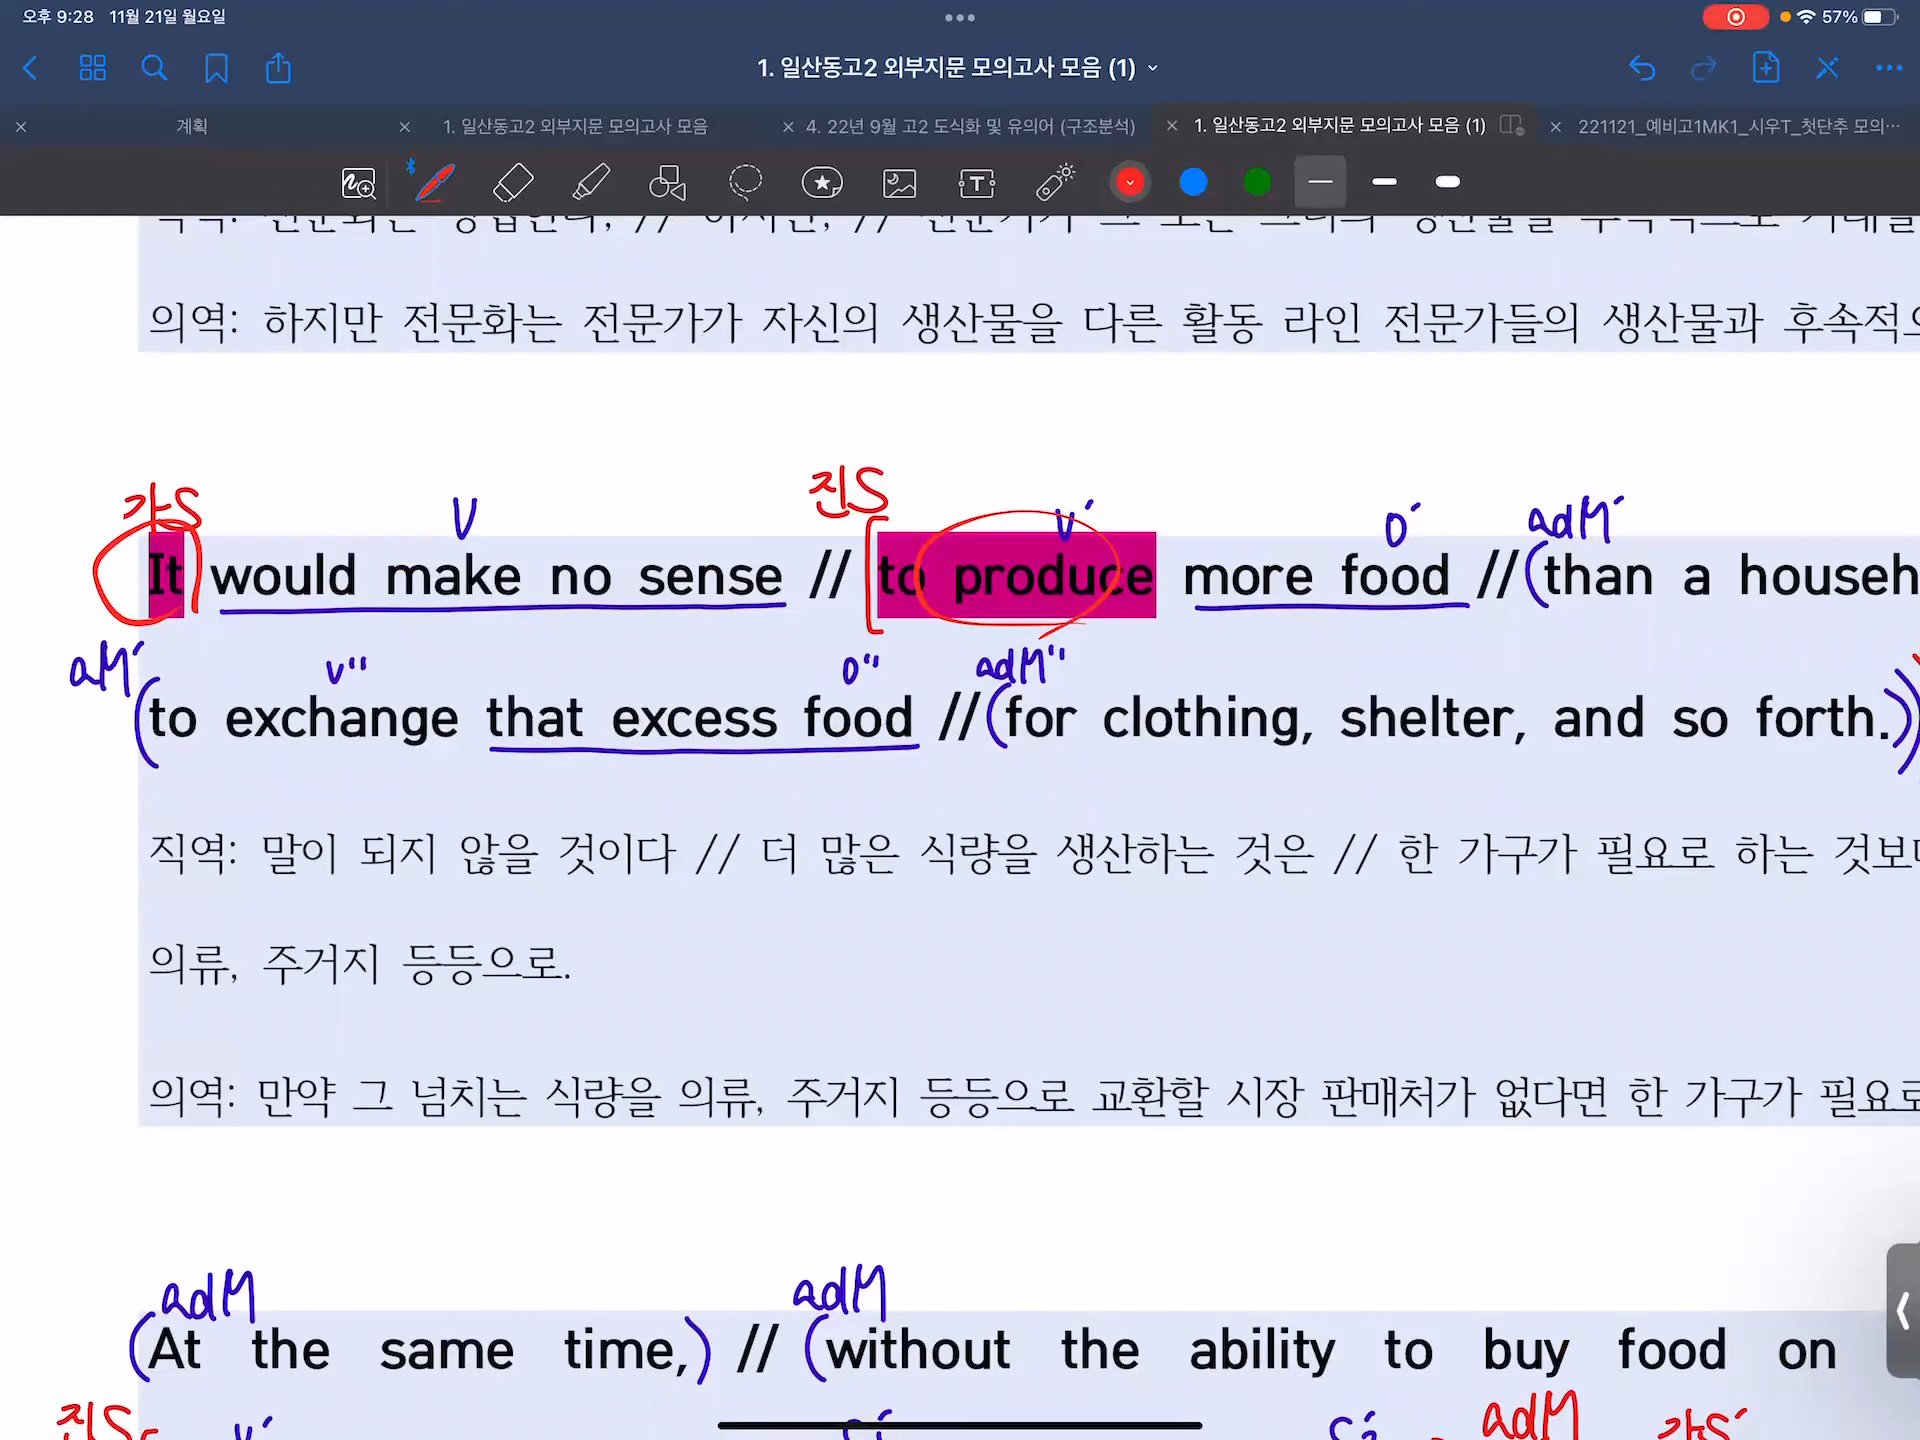 오후 9:28 11월 21일 월요일
57%
1. 일산동고2 외부지문 모의고사 모음 (1)
계획
1. 일산동고2 외부지문 모의고사 모음
4. 22년 9월 고2 도식화 및 유의어 (구조분석)
1. 일산동고2 외부지문 모의고사 모음 (1)
221121_예비고1MK1_시우T_첫단추 모의…
의역: 하지만 전문화는 전문가가 자신의 생산물을 다른 활동 라인 전문가들의 생산물과
가S V 진S V' O' adM'
It would make no sense // to produce more food // (than a
aM' v'' o'' adM''
(to exchange that excess food // (for clothing, shelter, and so forth.))
직역: 말이 되지 않을 것이다 // 더 많은 식량을 생산하는 것은 // 한 가구가 필요로 하는
의류, 주거지 등등으로.
의역: 만약 그 넘치는 식량을 의류, 주거지 등등으로 교환할 시장 판매처가 없다면 한 가구가
adM adM
(At the same time,) // (without the ability to buy food on
진S v' adM 가S'